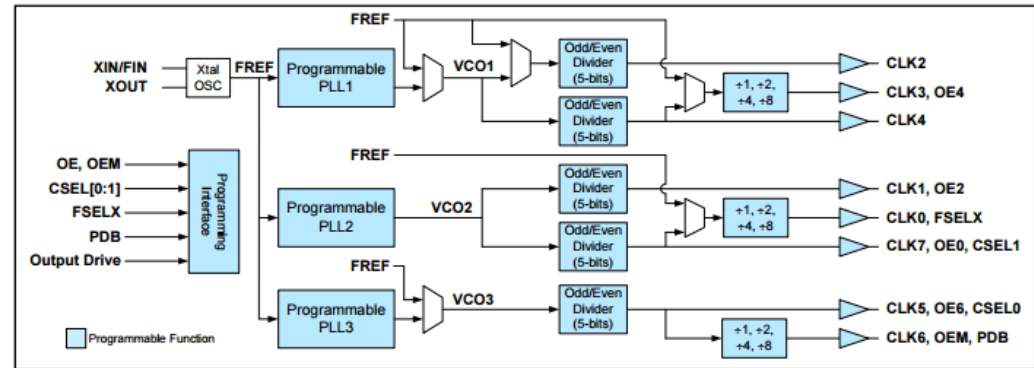 FREF
XIN/FIN
XOUT
Xtal
OSC
FREF
Programmable
PLL1
VCO1
Odd/Even
Divider
(5-bits)
CLK2
÷1, ÷2,
÷4, ÷8
CLK3, OE4
Odd/Even
Divider
(5-bits)
CLK4
FREF
OE, OEM
CSEL[0:1]
FSELX
PDB
Output Drive
Programming
Interface
Programmable
PLL2
VCO2
Odd/Even
Divider
(5-bits)
CLK1, OE2
÷1, ÷2,
÷4, ÷8
CLK0, FSELX
Odd/Even
Divider
(5-bits)
CLK7, OE0, CSEL1
FREF
Programmable
PLL3
VCO3
Odd/Even
Divider
(5-bits)
CLK5, OE6, CSEL0
÷1, ÷2,
÷4, ÷8
CLK6, OEM, PDB
Programmable Function